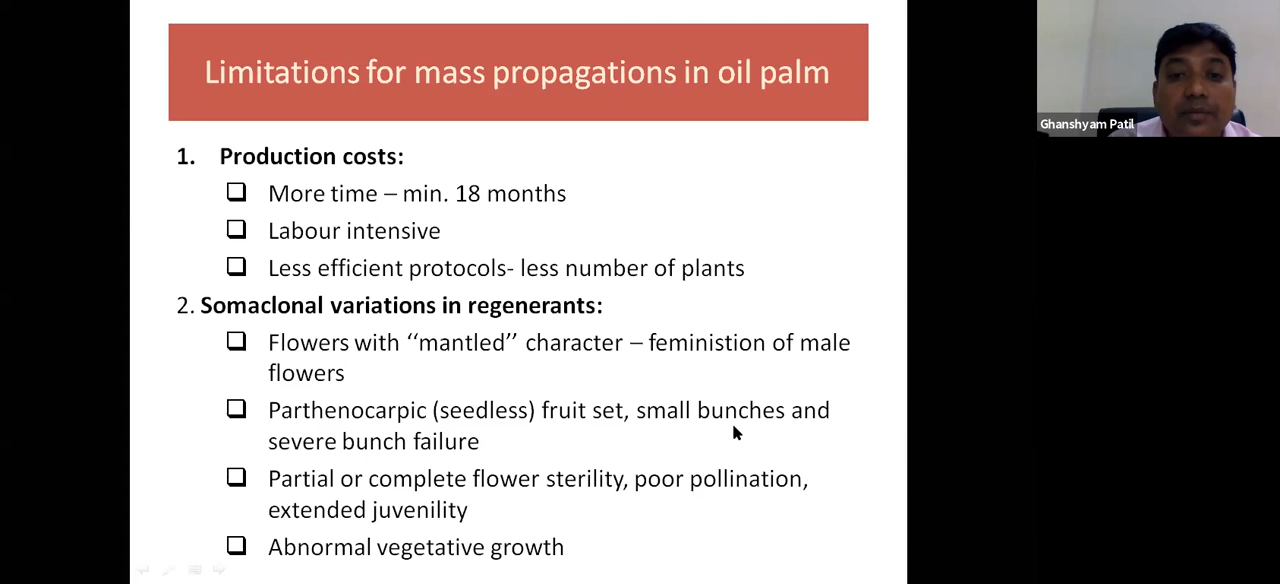 Limitations for mass propagations in oil palm
Ghanshyam Patil
1. Production costs:
More time – min. 18 months
Labour intensive
Less efficient protocols- less number of plants
2. Somaclonal variations in regenerants:
Flowers with ‘‘mantled’’ character – feministion of male
flowers
Parthenocarpic (seedless) fruit set, small bunches and
severe bunch failure
Partial or complete flower sterility, poor pollination,
extended juvenility
Abnormal vegetative growth